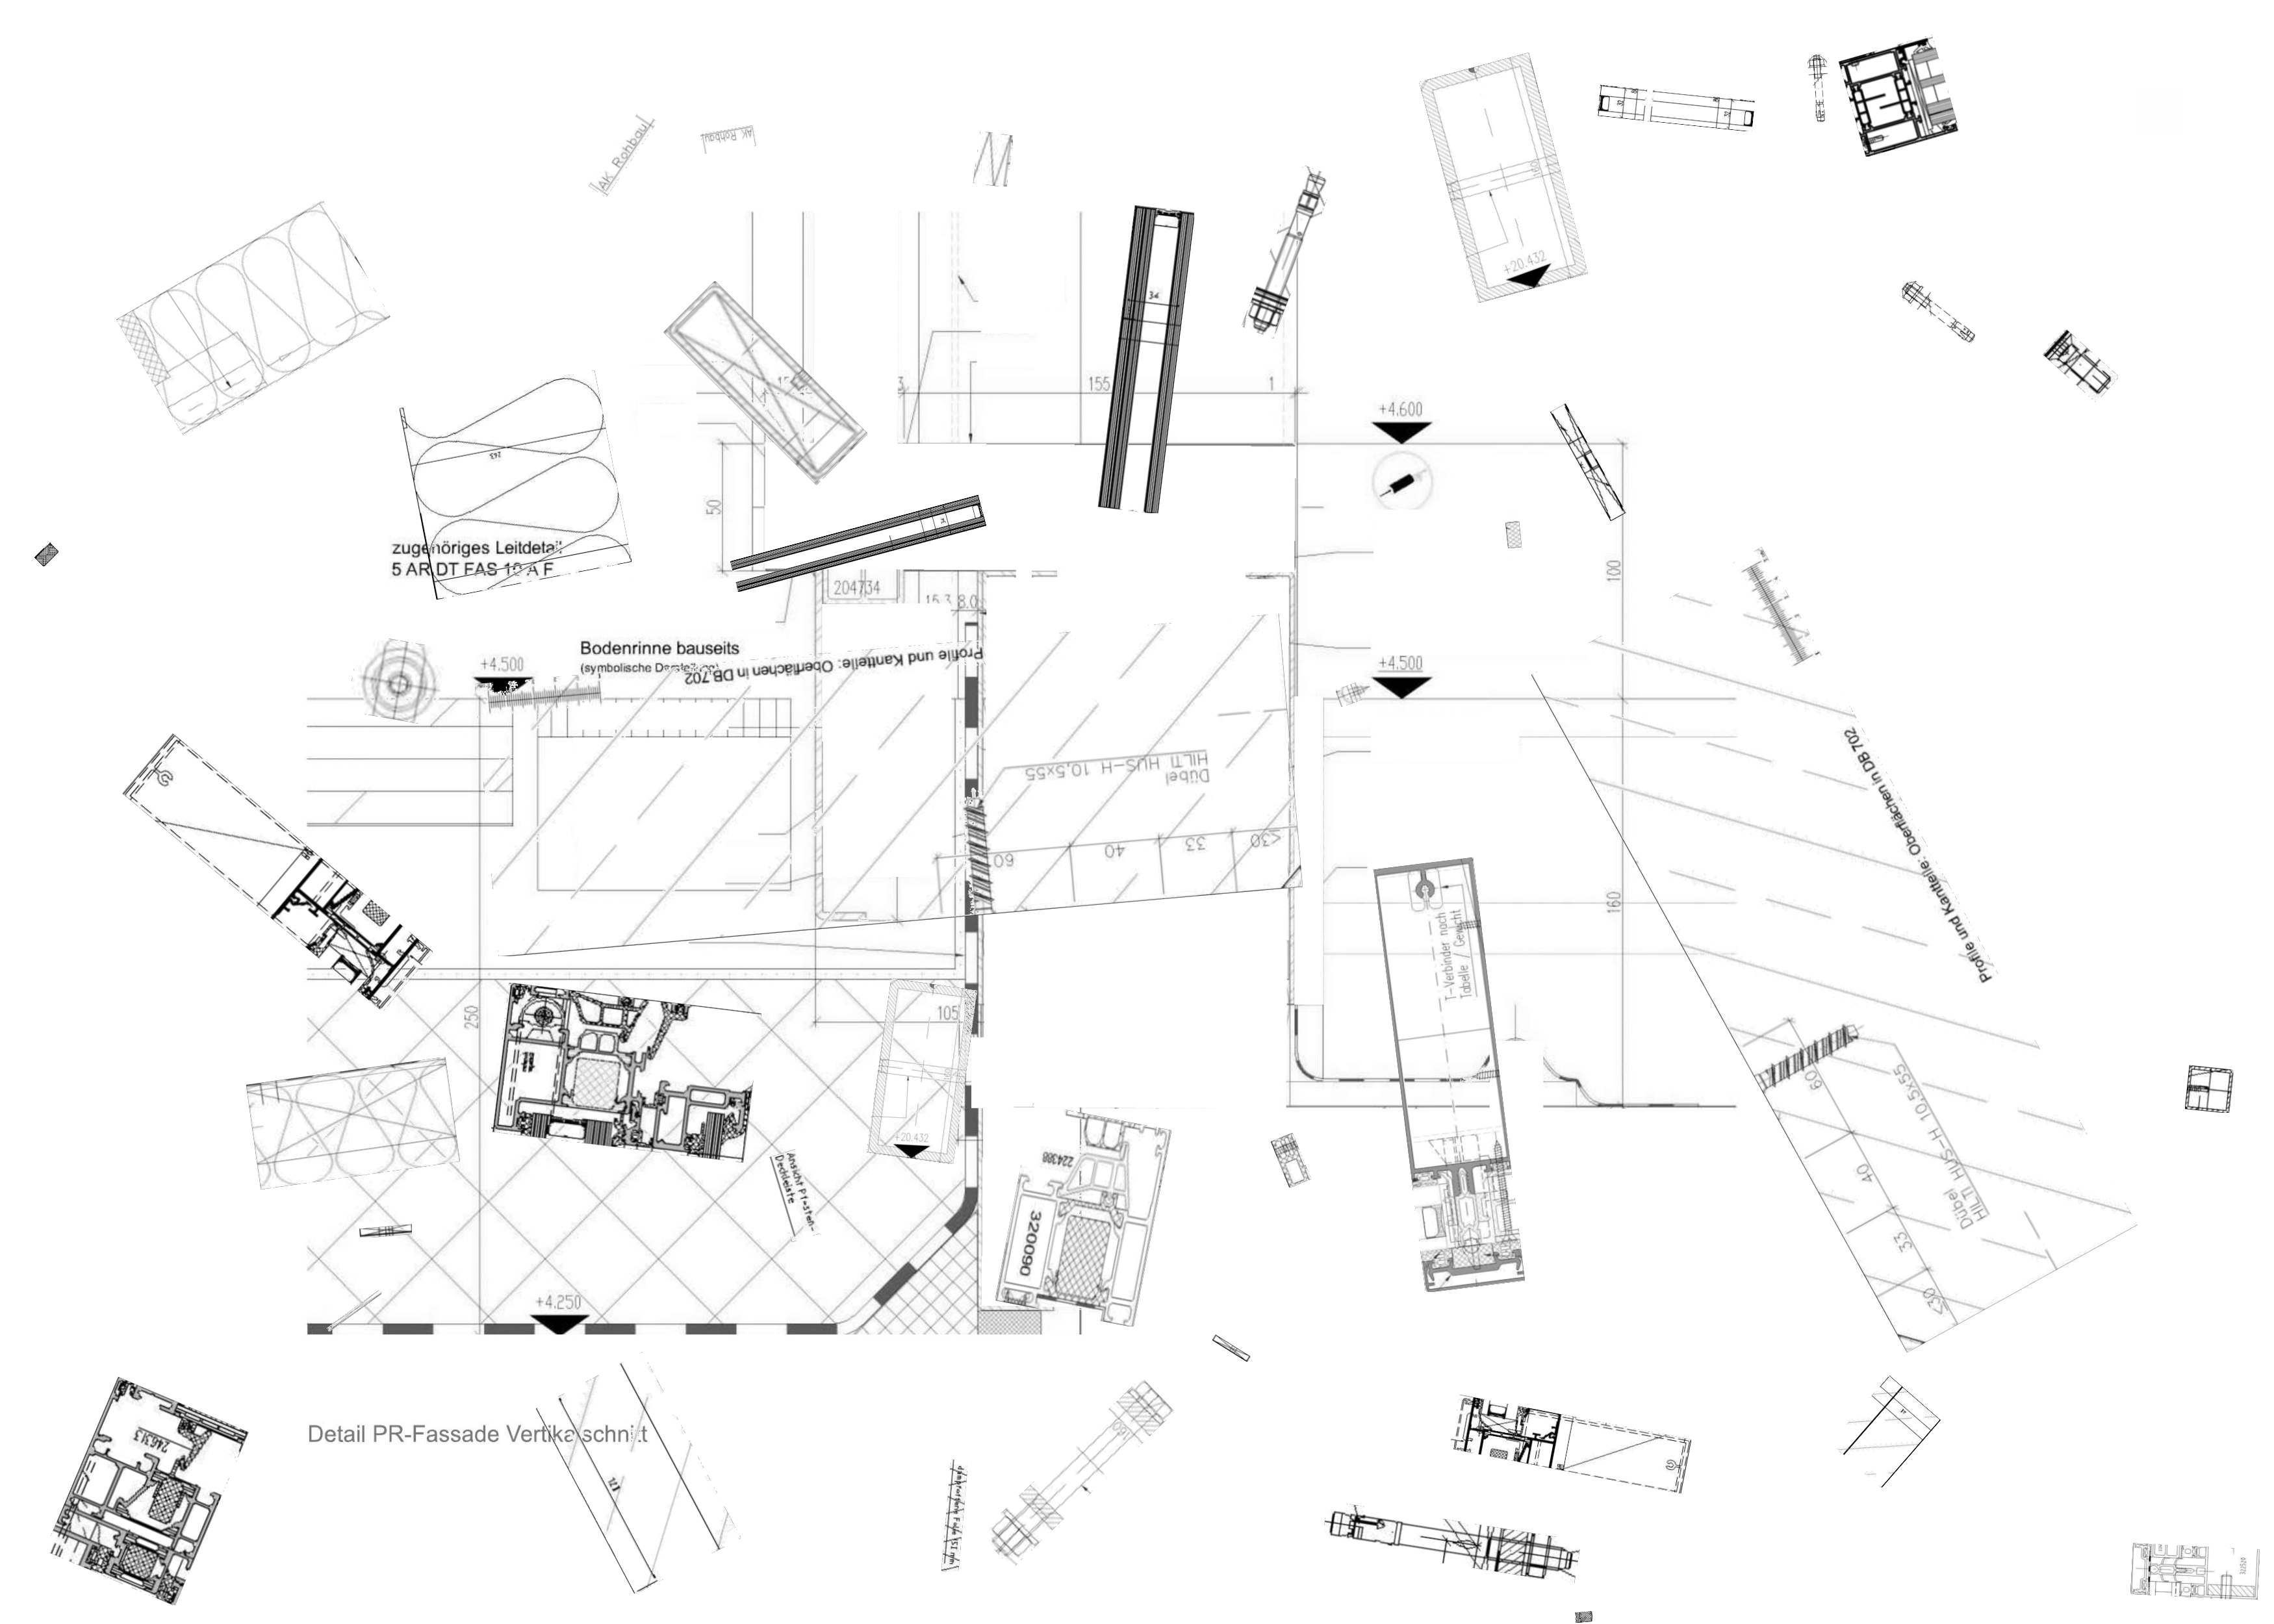 AK Rohbau
AK Rohbau
+20.432
34
155
1
+4.600
50
100
263
zugehöriges Leitdetail
5 AR DT FAS 10 A F
204734
15.3
8.0
+4.500
Bodenrinne bauseits
(symbolische Darstellung)
Profile und Kantteile: Oberflächen in DB 702
+4.500
Profile und Kantteile: Oberflächen in DB 702
Dübel
HILTI HUS-H 10,5x55
60
40
33
<30
160
T-Verbinder nach
Tabelle / Gewicht
250
105
+20.432
Ansicht Pfosten-
Deckleiste
224388
320090
60
40
33
<30
Dübel
HILTI HUS-H 10,5x55
+4.250
246313
Detail PR-Fassade Vertikalschnitt
121